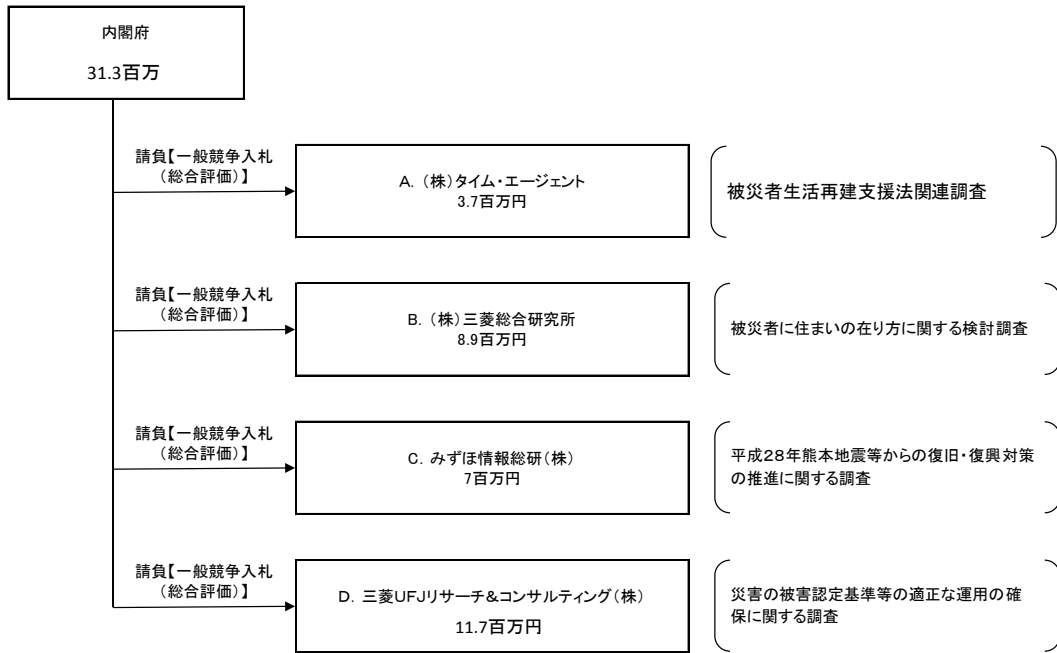 内閣府
31.3百万
請負【一般競争入札
(総合評価)】
A. (株)タイム・エージェント
3.7百万円
被災者生活再建支援法関連調査
請負【一般競争入札
(総合評価)】
B. (株)三菱総合研究所
8.9百万円
被災者に住まいの在り方に関する検討調査
請負【一般競争入札
(総合評価)】
C. みずほ情報総研(株)
7百万円
平成28年熊本地震等からの復旧・復興対策
の推進に関する調査
請負【一般競争入札
(総合評価)】
D. 三菱UFJリサーチ&コンサルティング(株)
11.7百万円
災害の被害認定基準等の適正な運用の確
保に関する調査